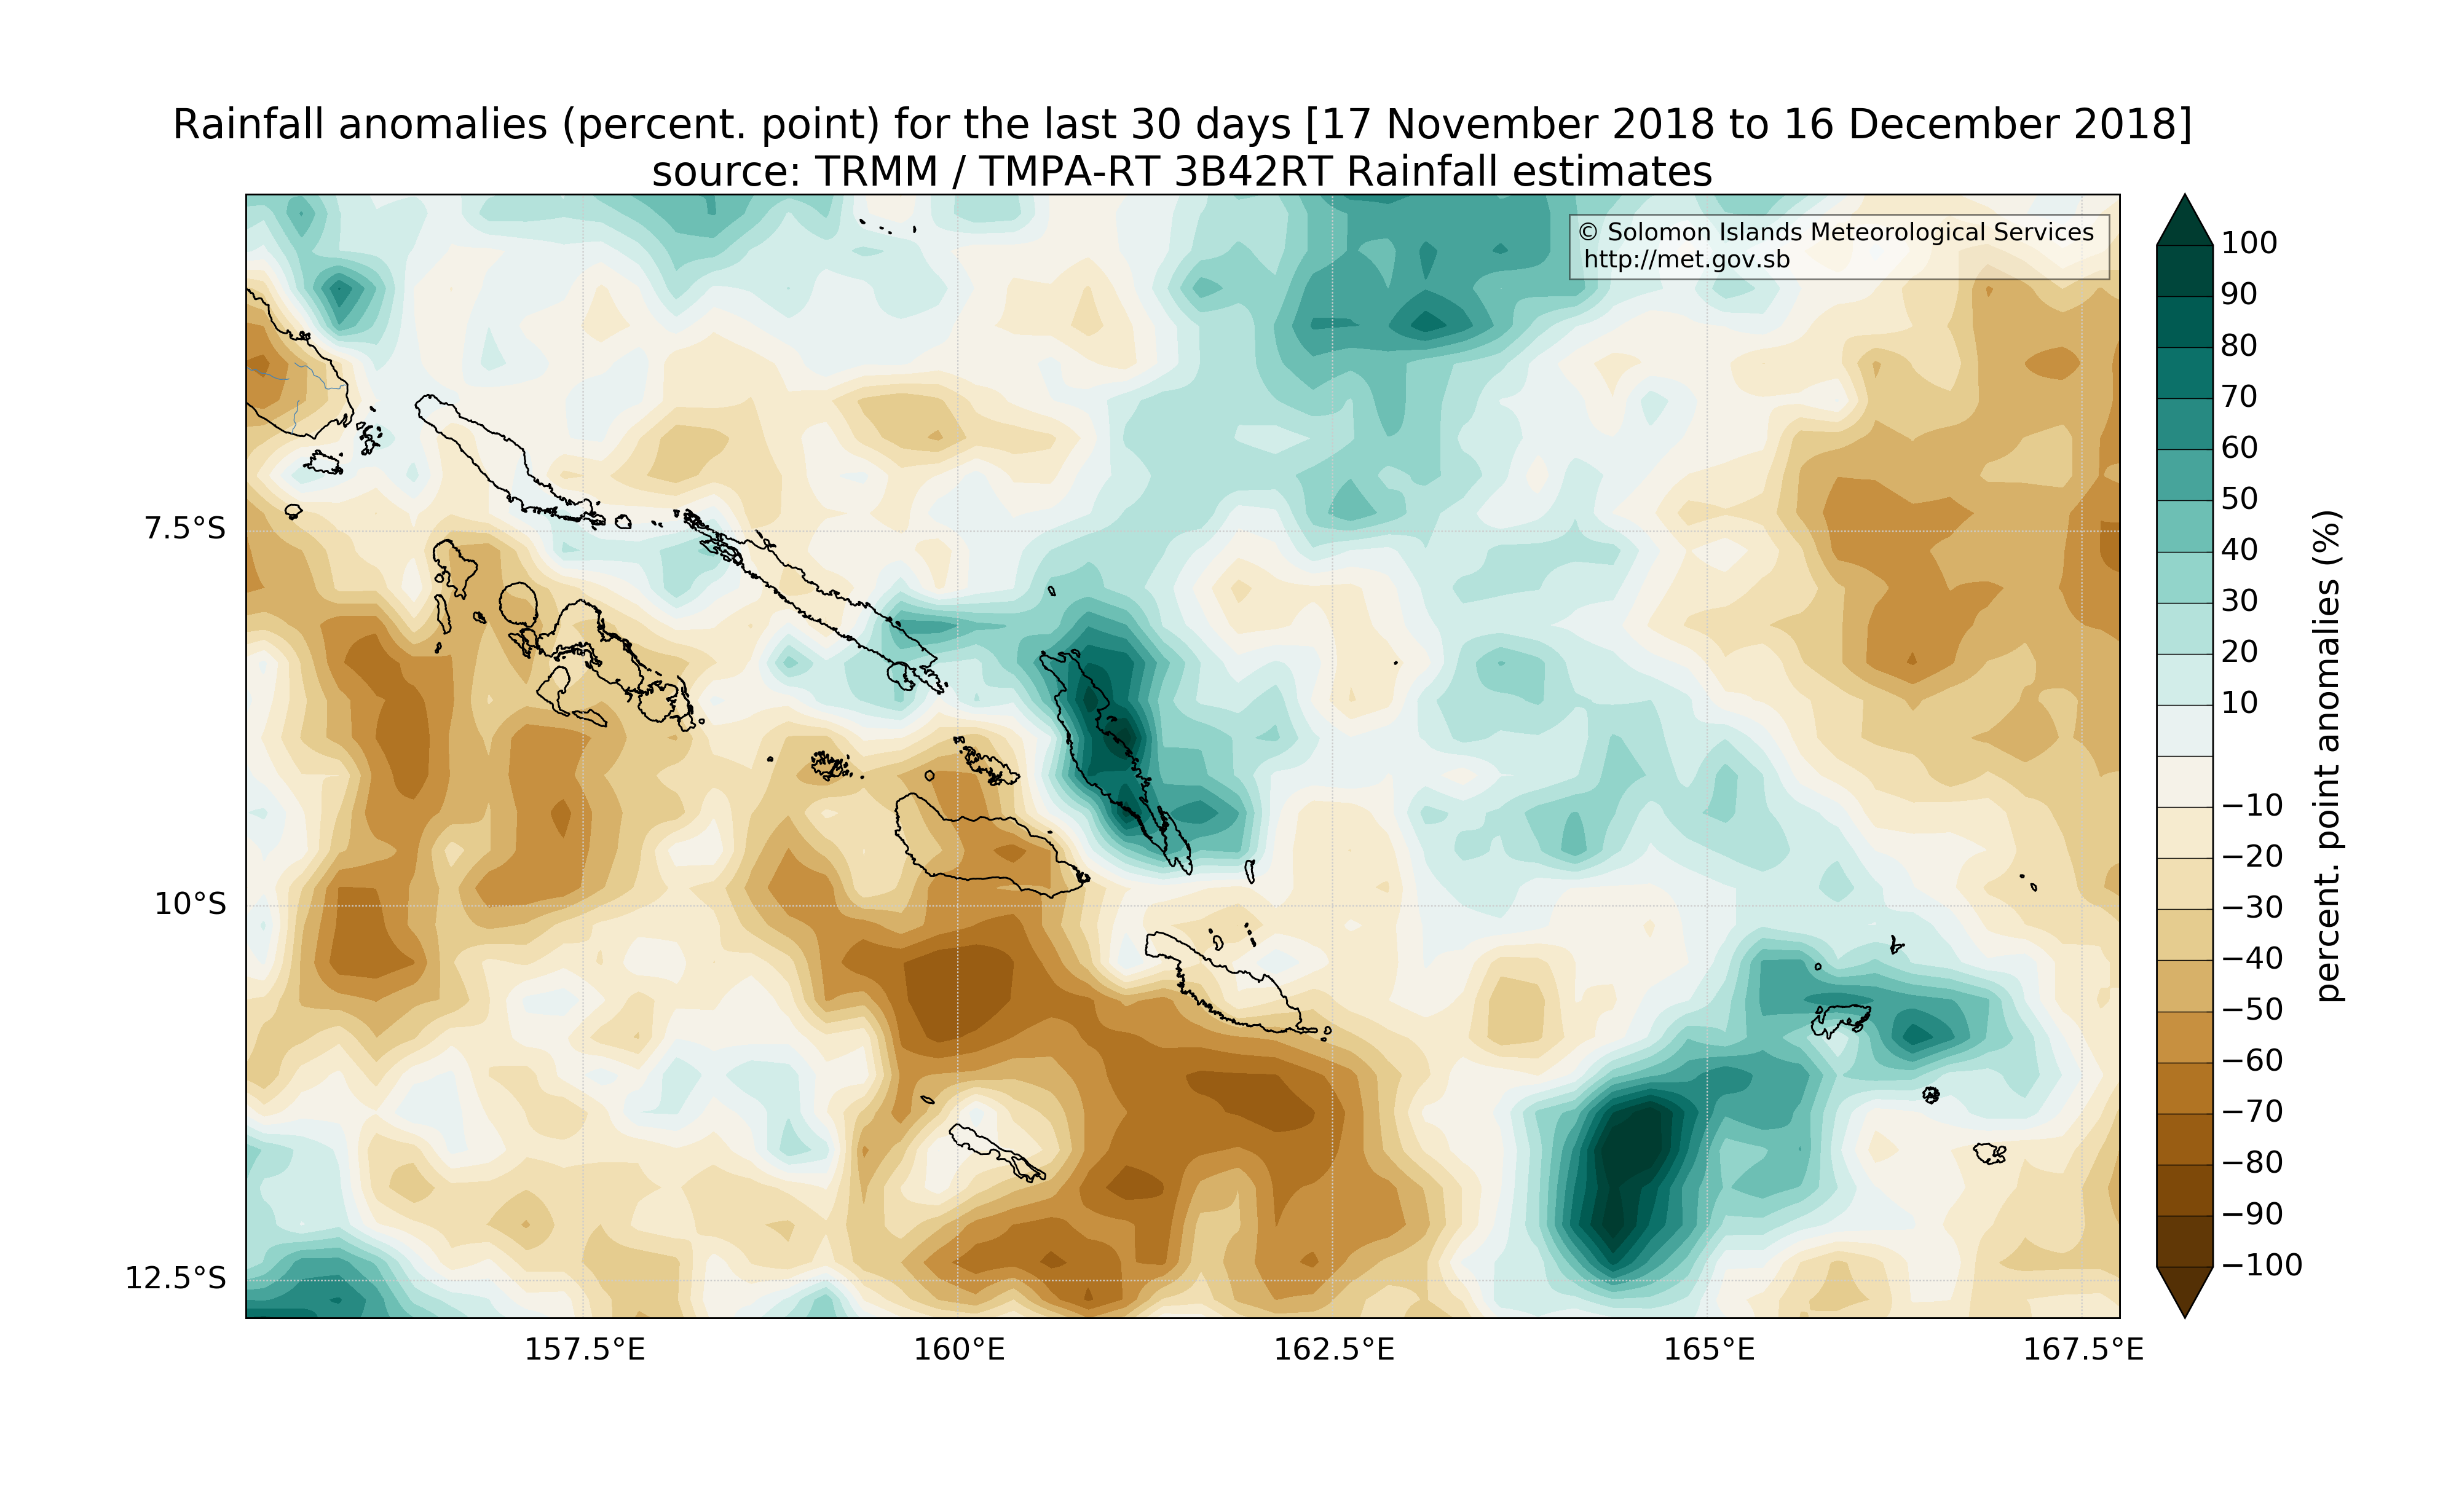 Rainfall anomalies (percent. point) for the last 30 days [17 November 2018 to 16 December 2018]
source: TRMM / TMPA-RT 3B42RT Rainfall estimates
© Solomon Islands Meteorological Services
http://met.gov.sb
7.5°S
10°S
12.5°S
157.5°E
160°E
162.5°E
165°E
167.5°E
100
90
80
70
60
50
40
30
20
10
−10
−20
−30
−40
−50
−60
−70
−80
−90
−100
percent. point anomalies (%)